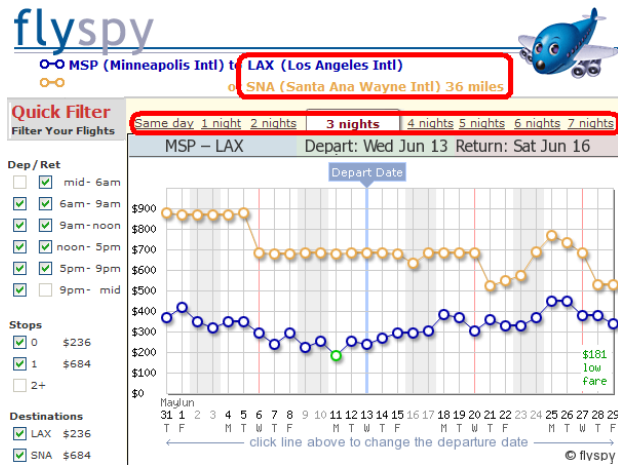 flyspy
MSP (Minneapolis Intl) to LAX (Los Angeles Intl)
o SNA (Santa Ana Wayne Intl) 36 miles
Quick Filter
Filter Your Flights
Same day 1 night 2 nights 3 nights 4 nights 5 nights 6 nights 7 nights
MSP – LAX Depart: Wed Jun 13 Return: Sat Jun 16
Depart Date
Dep/Ret
mid- 6am
6am- 9am
9am-noon
noon- 5pm
5pm- 9pm
9pm- mid
Stops
0 $236
1 $684
2+
Destinations
LAX $236
SNA $684
$900
$800
$700
$600
$500
$400
$300
$200
$100
$0
$181
low
fare
May Jun
31 1 2 3 4 5 6 7 8 9 10 11 12 13 14 15 16 17 18 19 20 21 22 23 24 25 26 27 28 29
T F M T W T F M T W T F M T W T F M T W T F
click line above to change the departure date
© flyspy